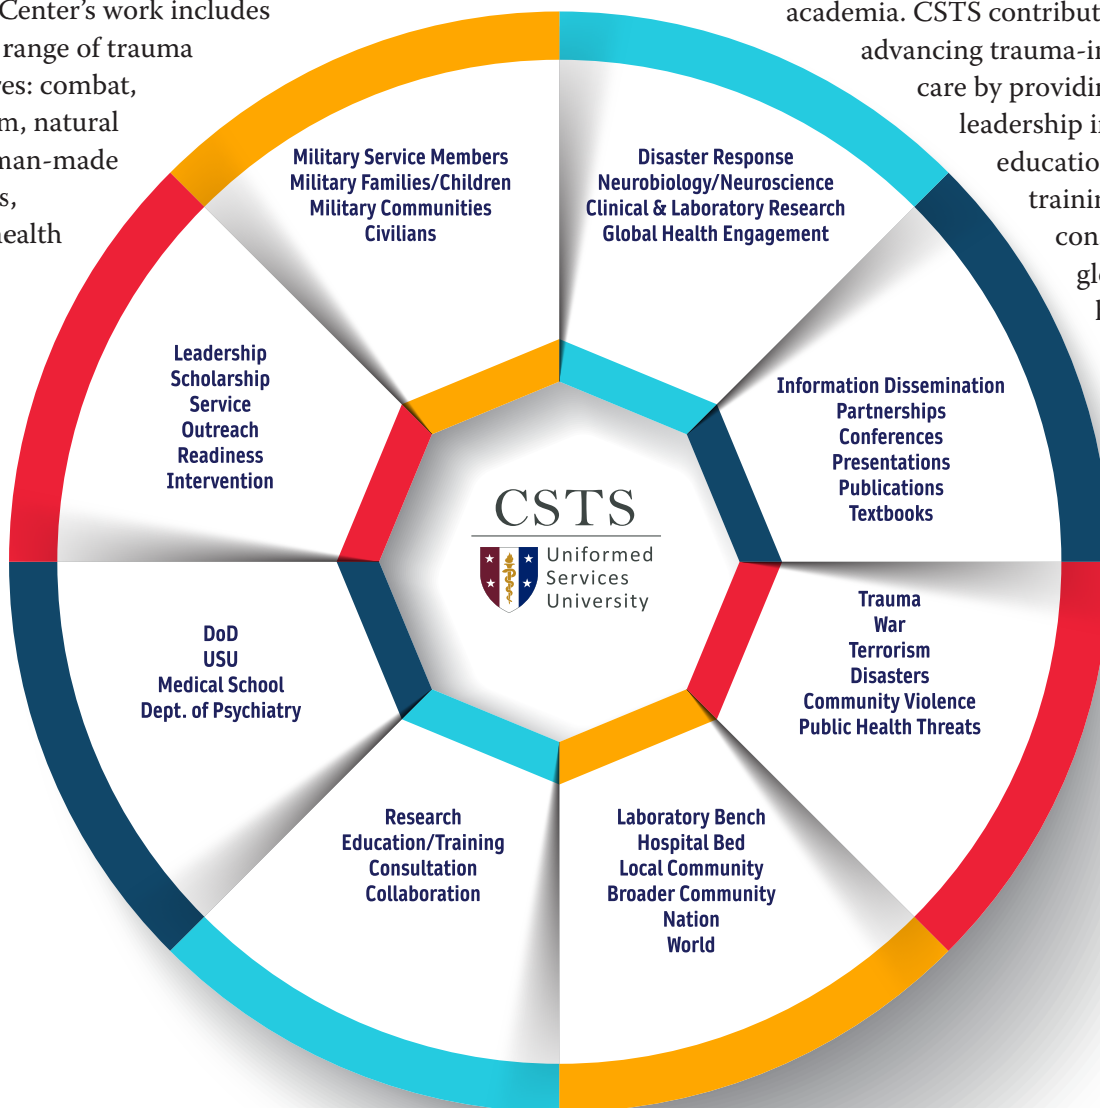 Center’s work includes
range of trauma
res: combat,
m, natural
man-made
s,
health
academia. CSTS contribut
advancing trauma-i
care by providin
leadership i
educatio
trainin
con
gl
Military Service Members
Military Families/Children
Military Communities
Civilians
Disaster Response
Neurobiology/Neuroscience
Clinical & Laboratory Research
Global Health Engagement
Information Dissemination
Partnerships
Conferences
Presentations
Publications
Textbooks
Trauma
War
Terrorism
Disasters
Community Violence
Public Health Threats
Laboratory Bench
Hospital Bed
Local Community
Broader Community
Nation
World
Research
Education/Training
Consultation
Collaboration
DoD
USU
Medical School
Dept. of Psychiatry
Leadership
Scholarship
Service
Outreach
Readiness
Intervention
CSTS
Uniformed
Services
University